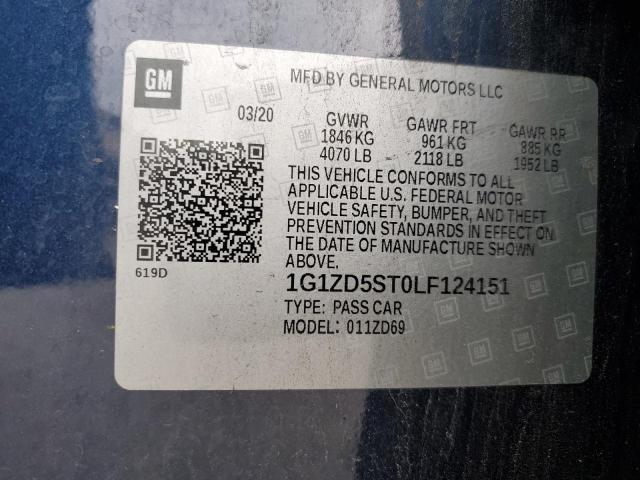 GM
MFD BY GENERAL MOTORS LLC
03/20
GVWR GAWR FRT GAWR RR
1846 KG 961 KG 885 KG
4070 LB 2118 LB 1952 LB
THIS VEHICLE CONFORMS TO ALL
APPLICABLE U.S. FEDERAL MOTOR
VEHICLE SAFETY, BUMPER, AND THEFT
PREVENTION STANDARDS IN EFFECT ON
THE DATE OF MANUFACTURE SHOWN
ABOVE.
619D
1G1ZD5ST0LF124151
TYPE: PASS CAR
MODEL: 011ZD69